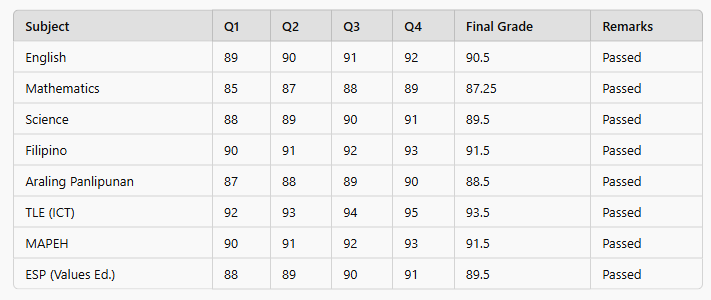 Subject Q1 Q2 Q3 Q4 Final Grade Remarks
English 89 90 91 92 90.5 Passed
Mathematics 85 87 88 89 87.25 Passed
Science 88 89 90 91 89.5 Passed
Filipino 90 91 92 93 91.5 Passed
Araling Panlipunan 87 88 89 90 88.5 Passed
TLE (ICT) 92 93 94 95 93.5 Passed
MAPEH 90 91 92 93 91.5 Passed
ESP (Values Ed.) 88 89 90 91 89.5 Passed